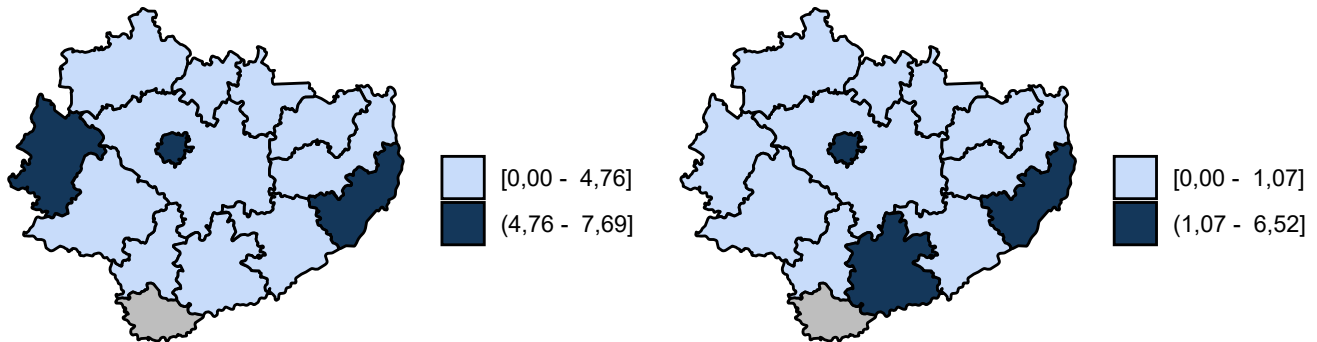 [0,00 - 4,76]
(4,76 - 7,69]
[0,00 - 1,07]
(1,07 - 6,52]